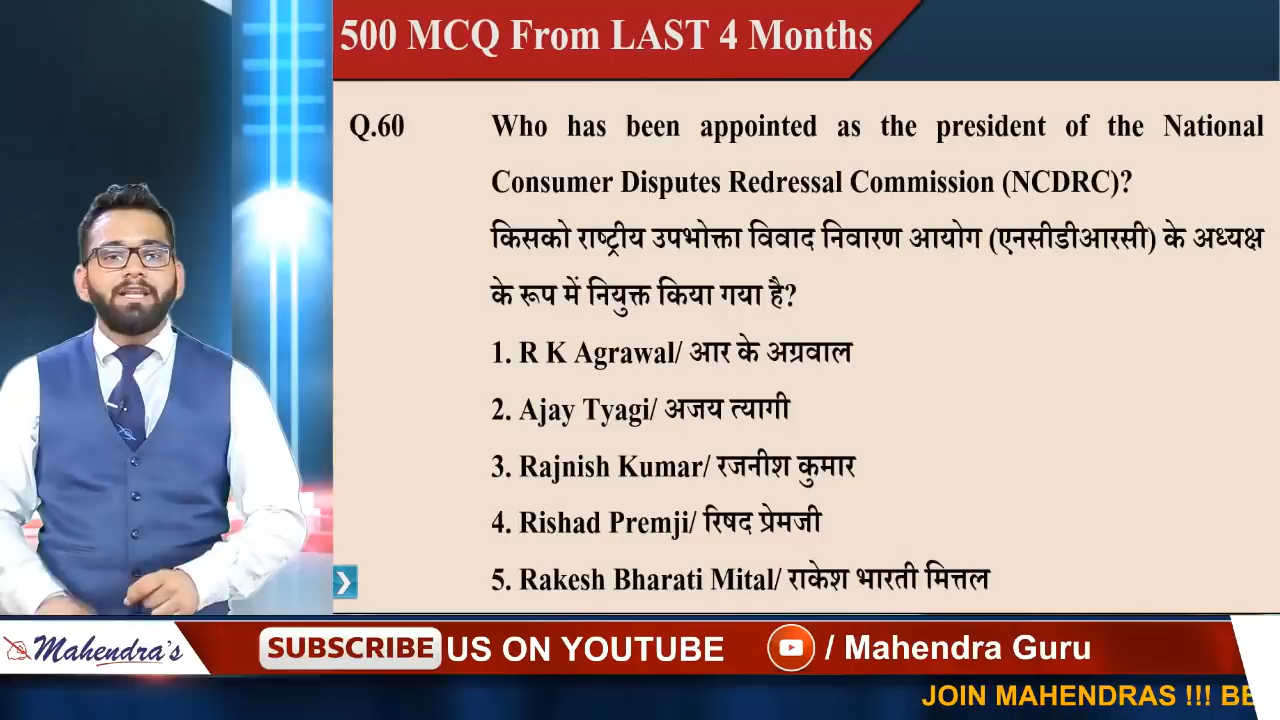 500 MCQ From LAST 4 Months
Q.60 Who has been appointed as the president of the National
Consumer Disputes Redressal Commission (NCDRC)?
किसको राष्ट्रीय उपभोक्ता विवाद निवारण आयोग (एनसीडीआरसी) के अध्यक्ष
के रूप में नियुक्त किया गया है?
1. R K Agrawal/ आर के अग्रवाल
2. Ajay Tyagi/ अजय त्यागी
3. Rajnish Kumar/ रजनीश कुमार
4. Rishad Premji/ रिषद प्रेमजी
5. Rakesh Bharati Mital/ राकेश भारती मित्तल
Mahendra's SUBSCRIBE US ON YOUTUBE / Mahendra Guru
JOIN MAHENDRAS !!! BE